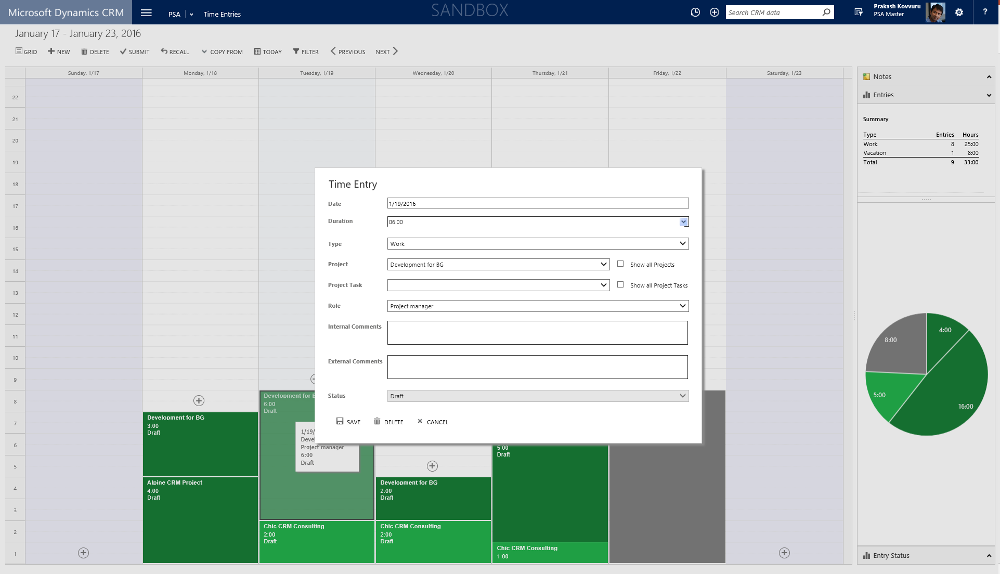 Microsoft Dynamics CRM
PSA
Time Entries
SANDBOX
Search CRM data
Prakash Kovvuru
PSA Master
?
January 17 - January 23, 2016
GRID
NEW
DELETE
SUBMIT
RECALL
COPY FROM
TODAY
FILTER
PREVIOUS
NEXT
Sunday, 1/17
Monday, 1/18
Tuesday, 1/19
Wednesday, 1/20
Thursday, 1/21
Friday, 1/22
Saturday, 1/23
22
21
20
19
18
17
16
15
14
13
12
11
10
9
8
7
6
5
4
3
2
1
Development for BG
3:00
Draft
Alpine CRM Project
4:00
Draft
Development for
6:00
Draft
1/19/
Devel
Project manager
6:00
Draft
Chic CRM Consulting
2:00
Draft
Development for BG
2:00
Draft
Chic CRM Consulting
2:00
Draft
5:00
Draft
Chic CRM Consulting
1:00
Time Entry
Date
1/19/2016
Duration
06:00
Type
Work
Project
Development for BG
Show all Projects
Project Task
Show all Project Tasks
Role
Project manager
Internal Comments
External Comments
Status
Draft
SAVE
DELETE
CANCEL
Notes
Entries
Summary
Type Entries Hours
Work 8 25:00
Vacation 1 8:00
Total 9 33:00
4:00
8:00
5:00
16:00
Entry Status